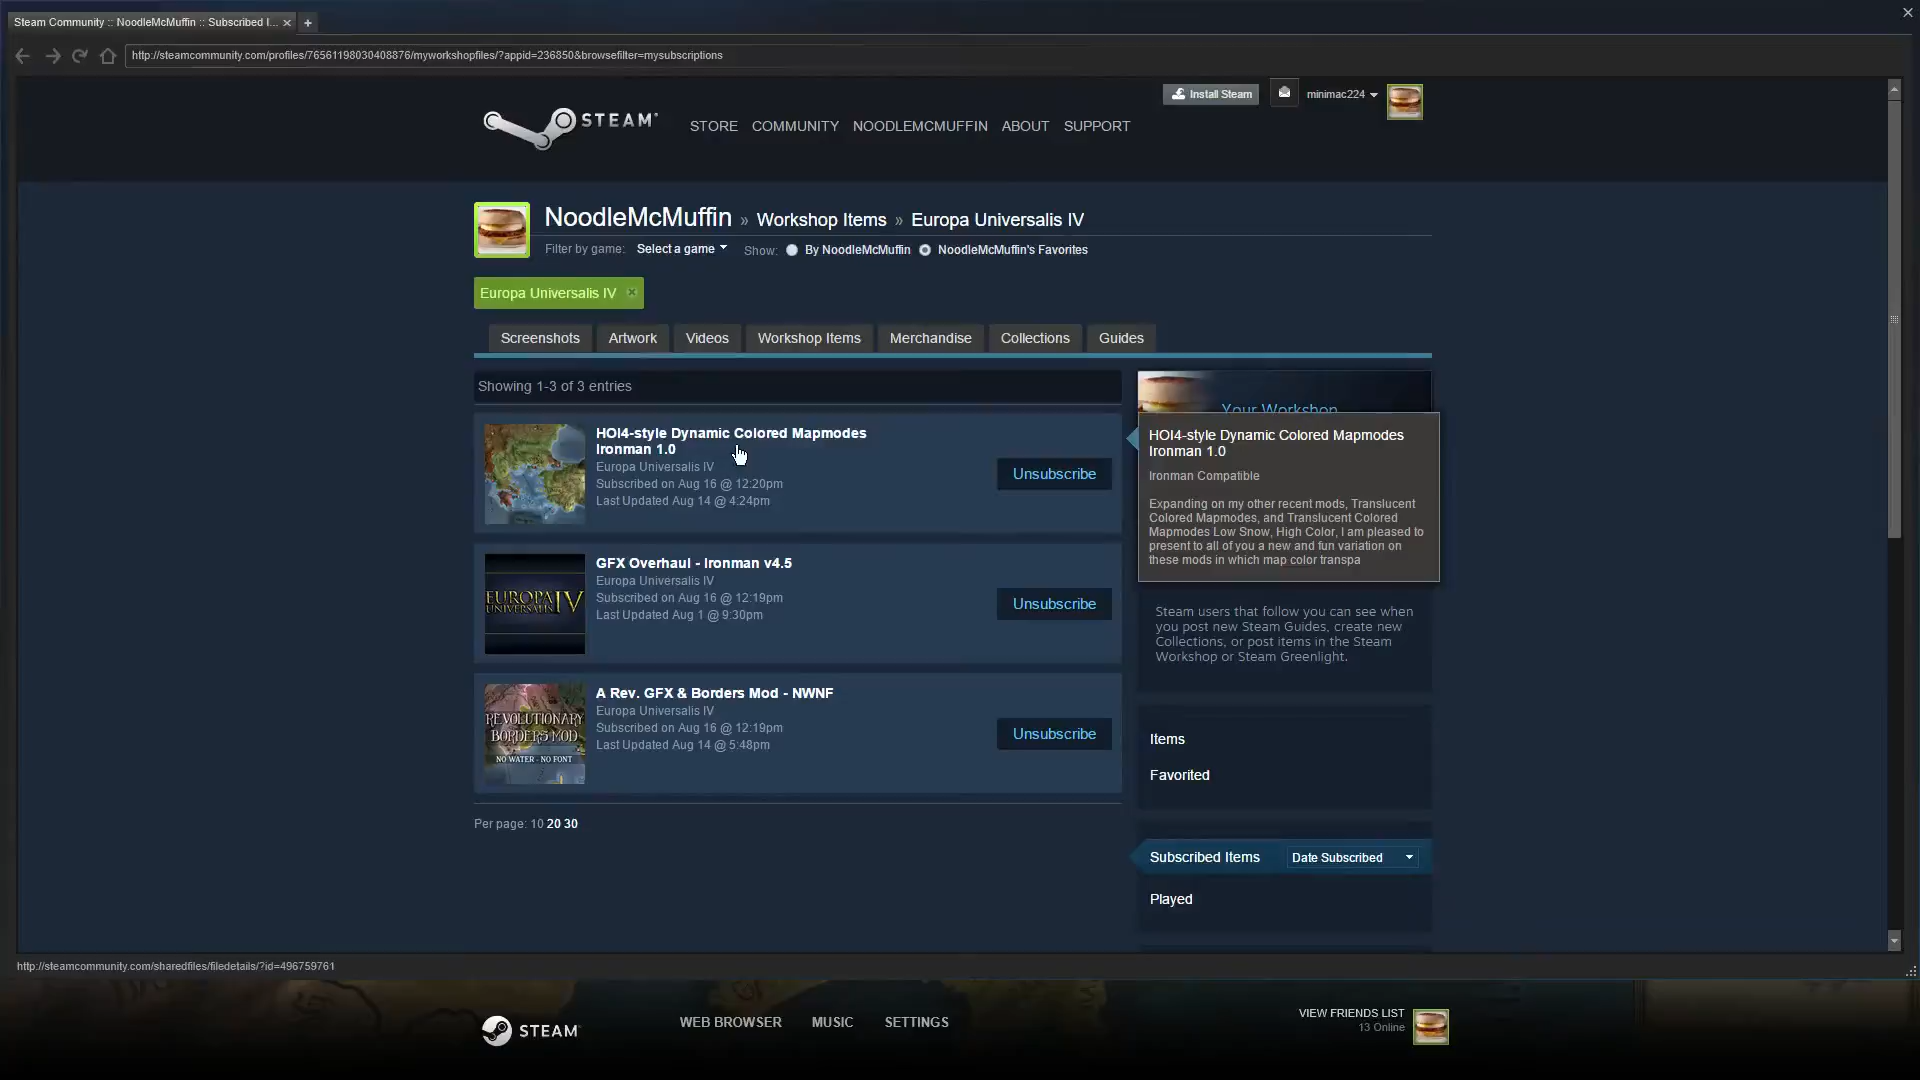 Steam Community :: NoodleMcMuffin :: Subscribed I...
http://steamcommunity.com/profiles/76561198030408876/myworkshopfiles/?appid=236850&browsefilter=mysubscriptions
Install Steam
minimac224
STEAM
STORE COMMUNITY NOODLEMCMUFFIN ABOUT SUPPORT
NoodleMcMuffin » Workshop Items » Europa Universalis IV
Filter by game: Select a game Show: By NoodleMcMuffin NoodleMcMuffin's Favorites
Europa Universalis IV
Screenshots Artwork Videos Workshop Items Merchandise Collections Guides
Showing 1-3 of 3 entries
HOI4-style Dynamic Colored Mapmodes
Ironman 1.0
Europa Universalis IV
Subscribed on Aug 16 @ 12:20pm
Last Updated Aug 14 @ 4:24pm
Unsubscribe
EUROPA
UNIVERSALIS IV
GFX Overhaul - Ironman v4.5
Europa Universalis IV
Subscribed on Aug 16 @ 12:19pm
Last Updated Aug 1 @ 9:30pm
Unsubscribe
REVOLUTIONARY
BORDERS MOD
NO WATER - NO FONT
A Rev. GFX & Borders Mod - NWNF
Europa Universalis IV
Subscribed on Aug 16 @ 12:19pm
Last Updated Aug 14 @ 5:48pm
Unsubscribe
Per page: 10 20 30
Your Workshop
HOI4-style Dynamic Colored Mapmodes
Ironman 1.0
Ironman Compatible
Expanding on my other recent mods, Translucent
Colored Mapmodes, and Translucent Colored
Mapmodes Low Snow, High Color, I am pleased to
present to all of you a new and fun variation on
these mods in which map color transpa
Steam users that follow you can see when
you post new Steam Guides, create new
Collections, or post items in the Steam
Workshop or Steam Greenlight.
Items
Favorited
Subscribed Items Date Subscribed
Played
http://steamcommunity.com/sharedfiles/filedetails/?id=496759761
STEAM
WEB BROWSER MUSIC SETTINGS
VIEW FRIENDS LIST
13 Online